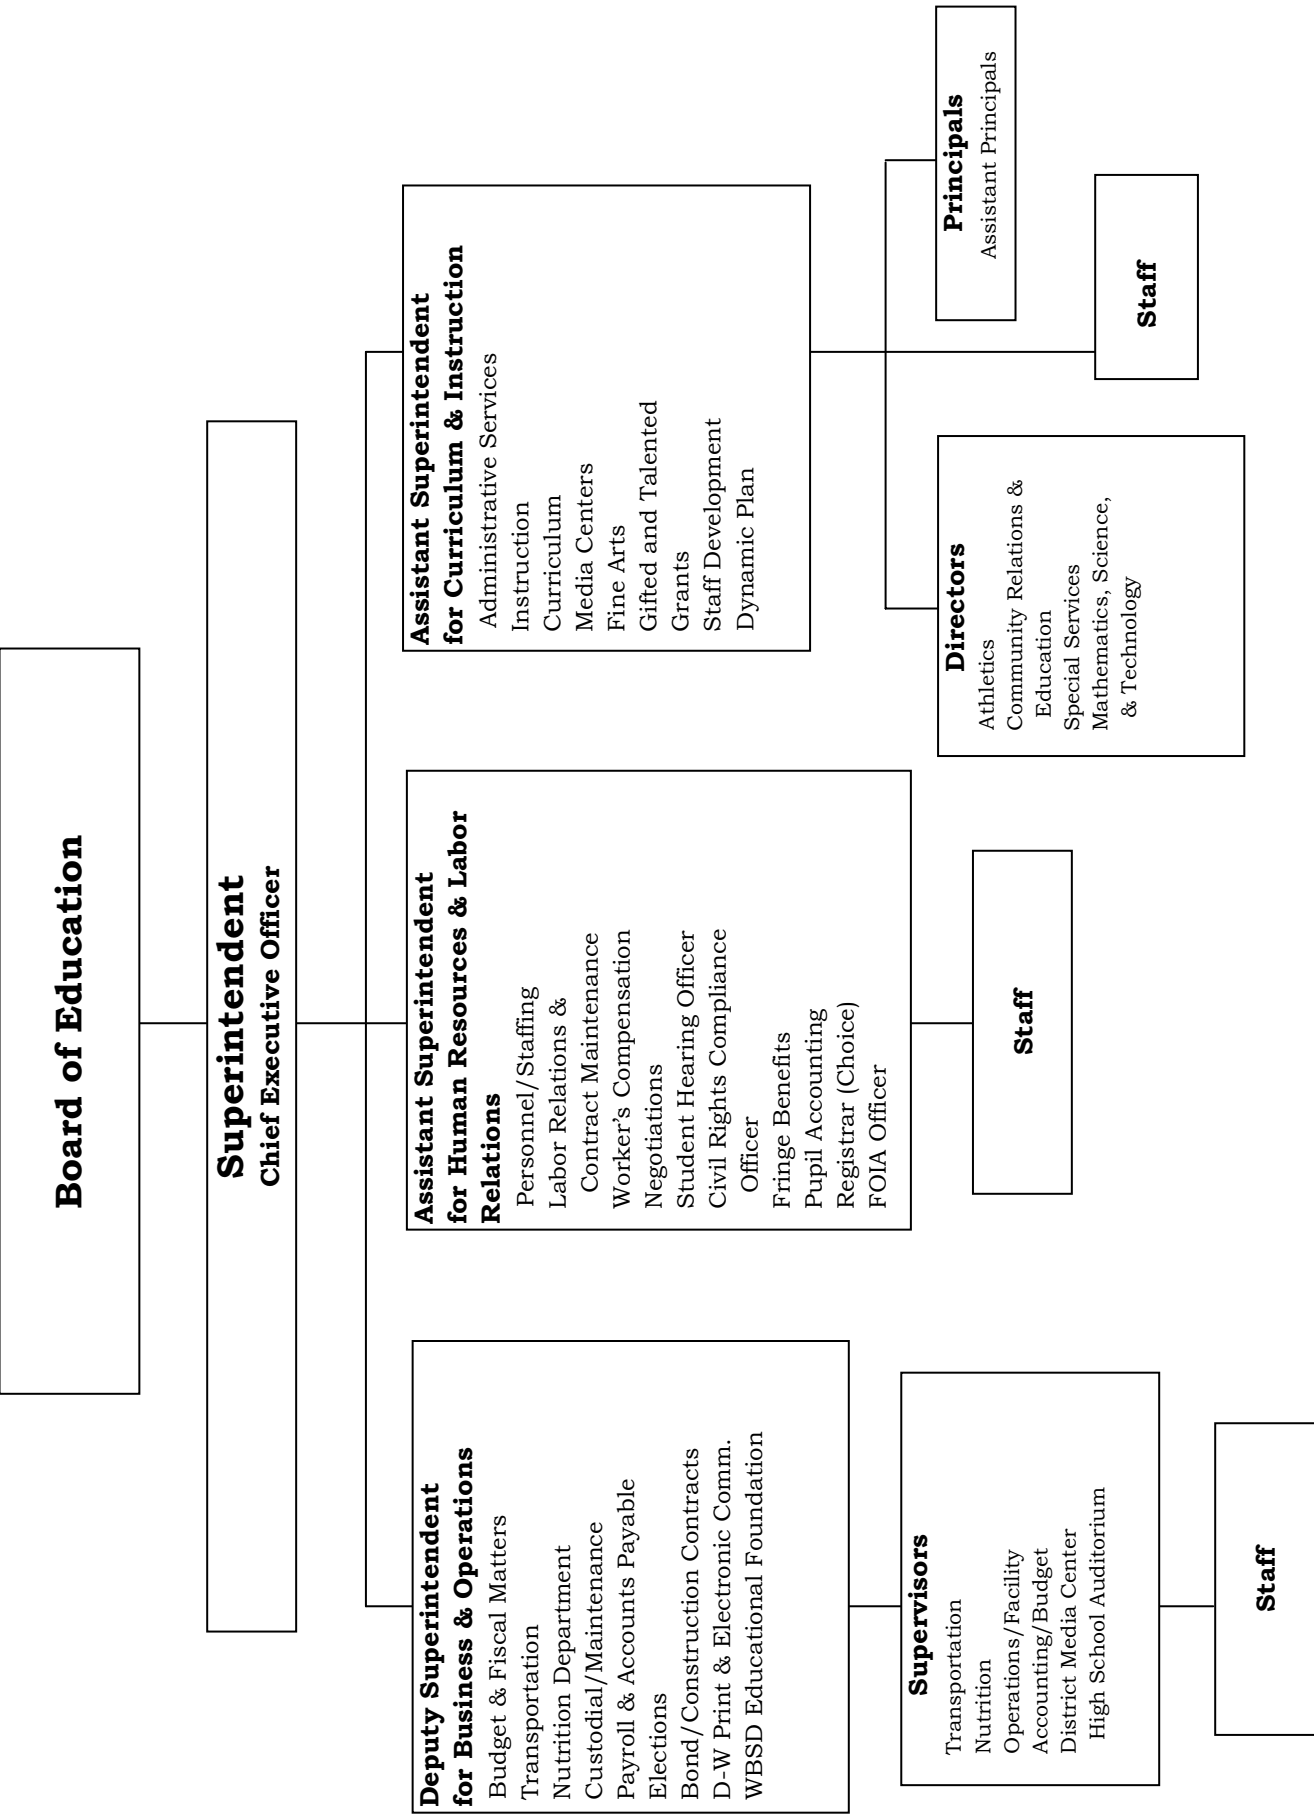 Board of Education
Superintendent
Chief Executive Officer
Deputy Superintendent
for Business & Operations
Budget & Fiscal Matters
Transportation
Nutrition Department
Custodial/Maintenance
Payroll & Accounts Payable
Elections
Bond/Construction Contracts
D-W Print & Electronic Comm.
WBSD Educational Foundation
Assistant Superintendent
for Human Resources & Labor
Relations
Personnel/Staffing
Labor Relations &
Contract Maintenance
Worker's Compensation
Negotiations
Student Hearing Officer
Civil Rights Compliance
Officer
Fringe Benefits
Pupil Accounting
Registrar (Choice)
FOIA Officer
Assistant Superintendent
for Curriculum & Instruction
Administrative Services
Instruction
Curriculum
Media Centers
Fine Arts
Gifted and Talented
Grants
Staff Development
Dynamic Plan
Supervisors
Transportation
Nutrition
Operations/Facility
Accounting/Budget
District Media Center
High School Auditorium
Staff
Staff
Directors
Athletics
Community Relations &
Education
Special Services
Mathematics, Science,
& Technology
Principals
Assistant Principals
Staff